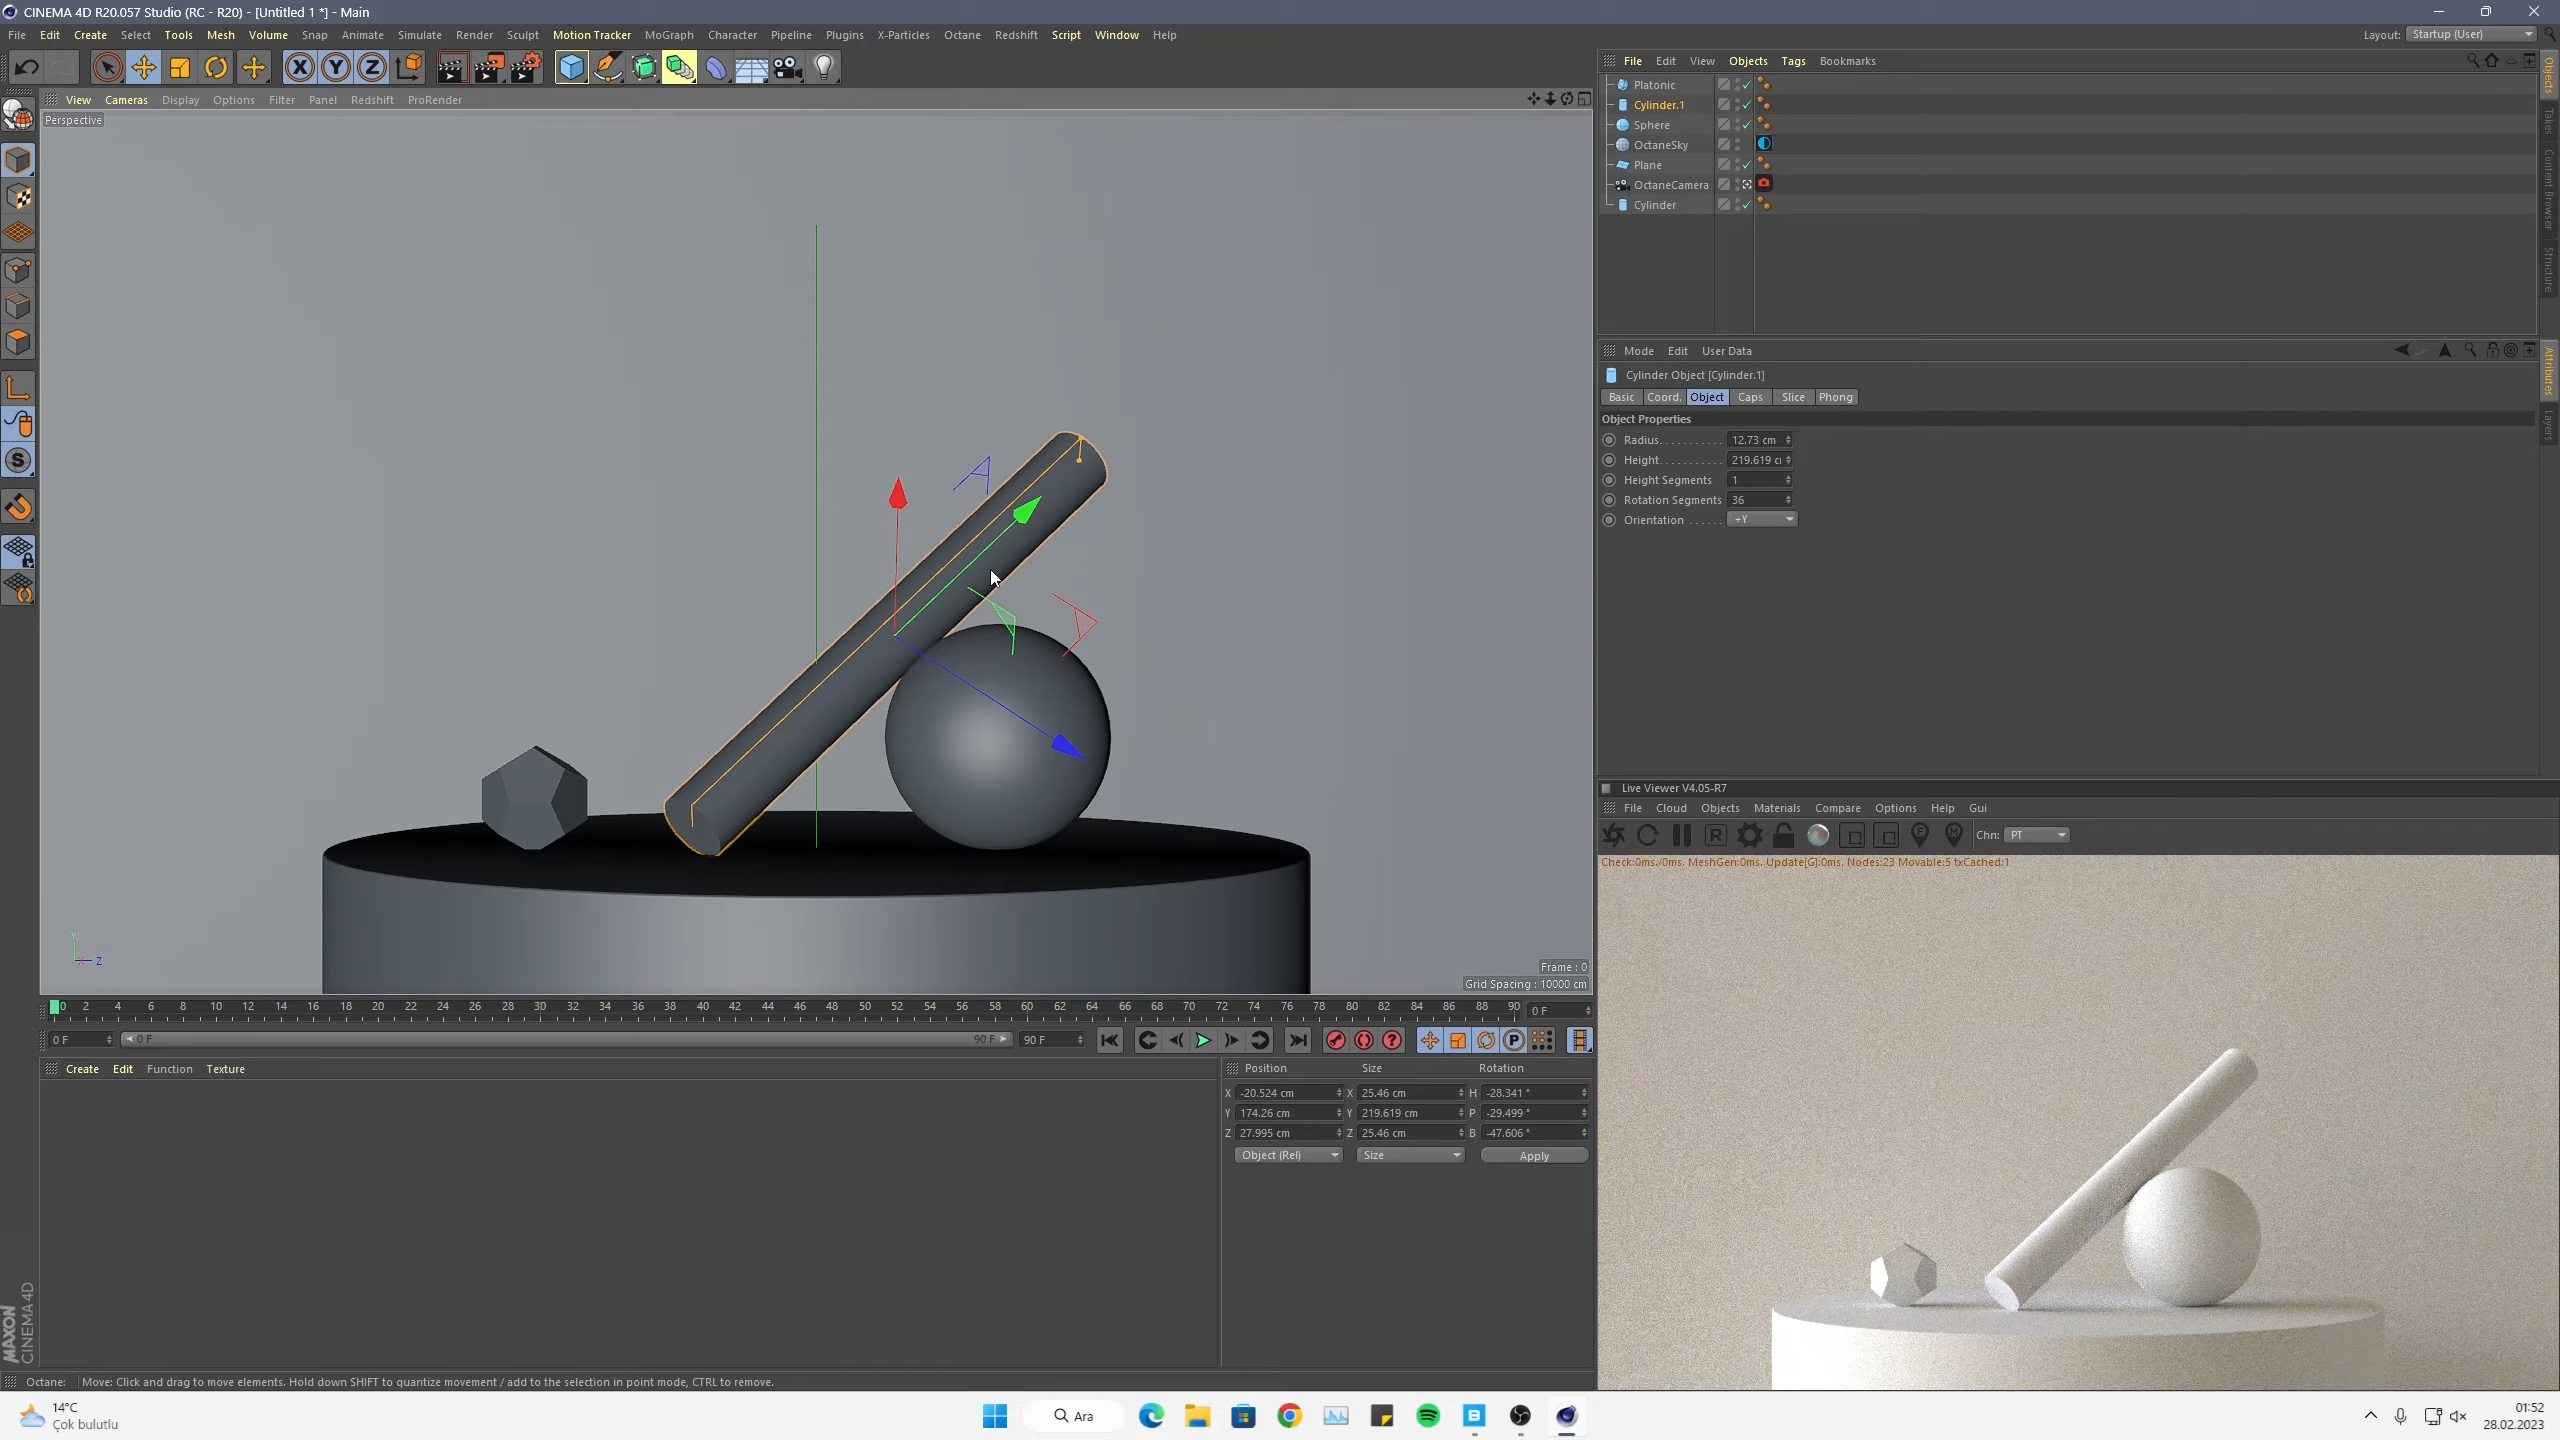 CINEMA 4D R20.057 Studio (RC - R20) - [Untitled 1 *] - Main
File Edit Create Select Tools Mesh Volume Snap Animate Simulate Render Sculpt Motion Tracker MoGraph Character Pipeline Plugins X-Particles Octane Redshift Script Window Help
Layout: Startup (User)
View Cameras Display Options Filter Panel Redshift ProRender
Perspective
File Edit View Objects Tags Bookmarks
Platonic
Cylinder.1
Sphere
OctaneSky
Plane
OctaneCamera
Cylinder
Objects
Takes
Content Browser
Structure
Mode Edit User Data
Cylinder Object [Cylinder.1]
Basic Coord. Object Caps Slice Phong
Object Properties
Radius. . . . . . . . . . . 12.73 cm
Height. . . . . . . . . . . 219.619 c
Height Segments 1
Rotation Segments 36
Orientation . . . . . . +Y
Attributes
Layers
Live Viewer V4.05-R7
File Cloud Objects Materials Compare Options Help Gui
Chn: PT
Check:0ms./0ms. MeshGen:0ms. Update[G]:0ms. Nodes:23 Movable:5 txCached:1
Y
X Z
Frame : 0
Grid Spacing : 10000 cm
0 2 4 6 8 10 12 14 16 18 20 22 24 26 28 30 32 34 36 38 40 42 44 46 48 50 52 54 56 58 60 62 64 66 68 70 72 74 76 78 80 82 84 86 88 90 0 F
0 F 0 F 90 F 90 F
Create Edit Function Texture
Position Size Rotation
X -20.524 cm X 25.46 cm H -28.341 °
Y 174.26 cm Y 219.619 cm P -29.499 °
Z 27.995 cm Z 25.46 cm B -47.606 °
Object (Rel) Size Apply
MAXON
CINEMA 4D
Octane: Move: Click and drag to move elements. Hold down SHIFT to quantize movement / add to the selection in point mode, CTRL to remove.
14°C
Çok bulutlu
Ara
01:52
28.02.2023